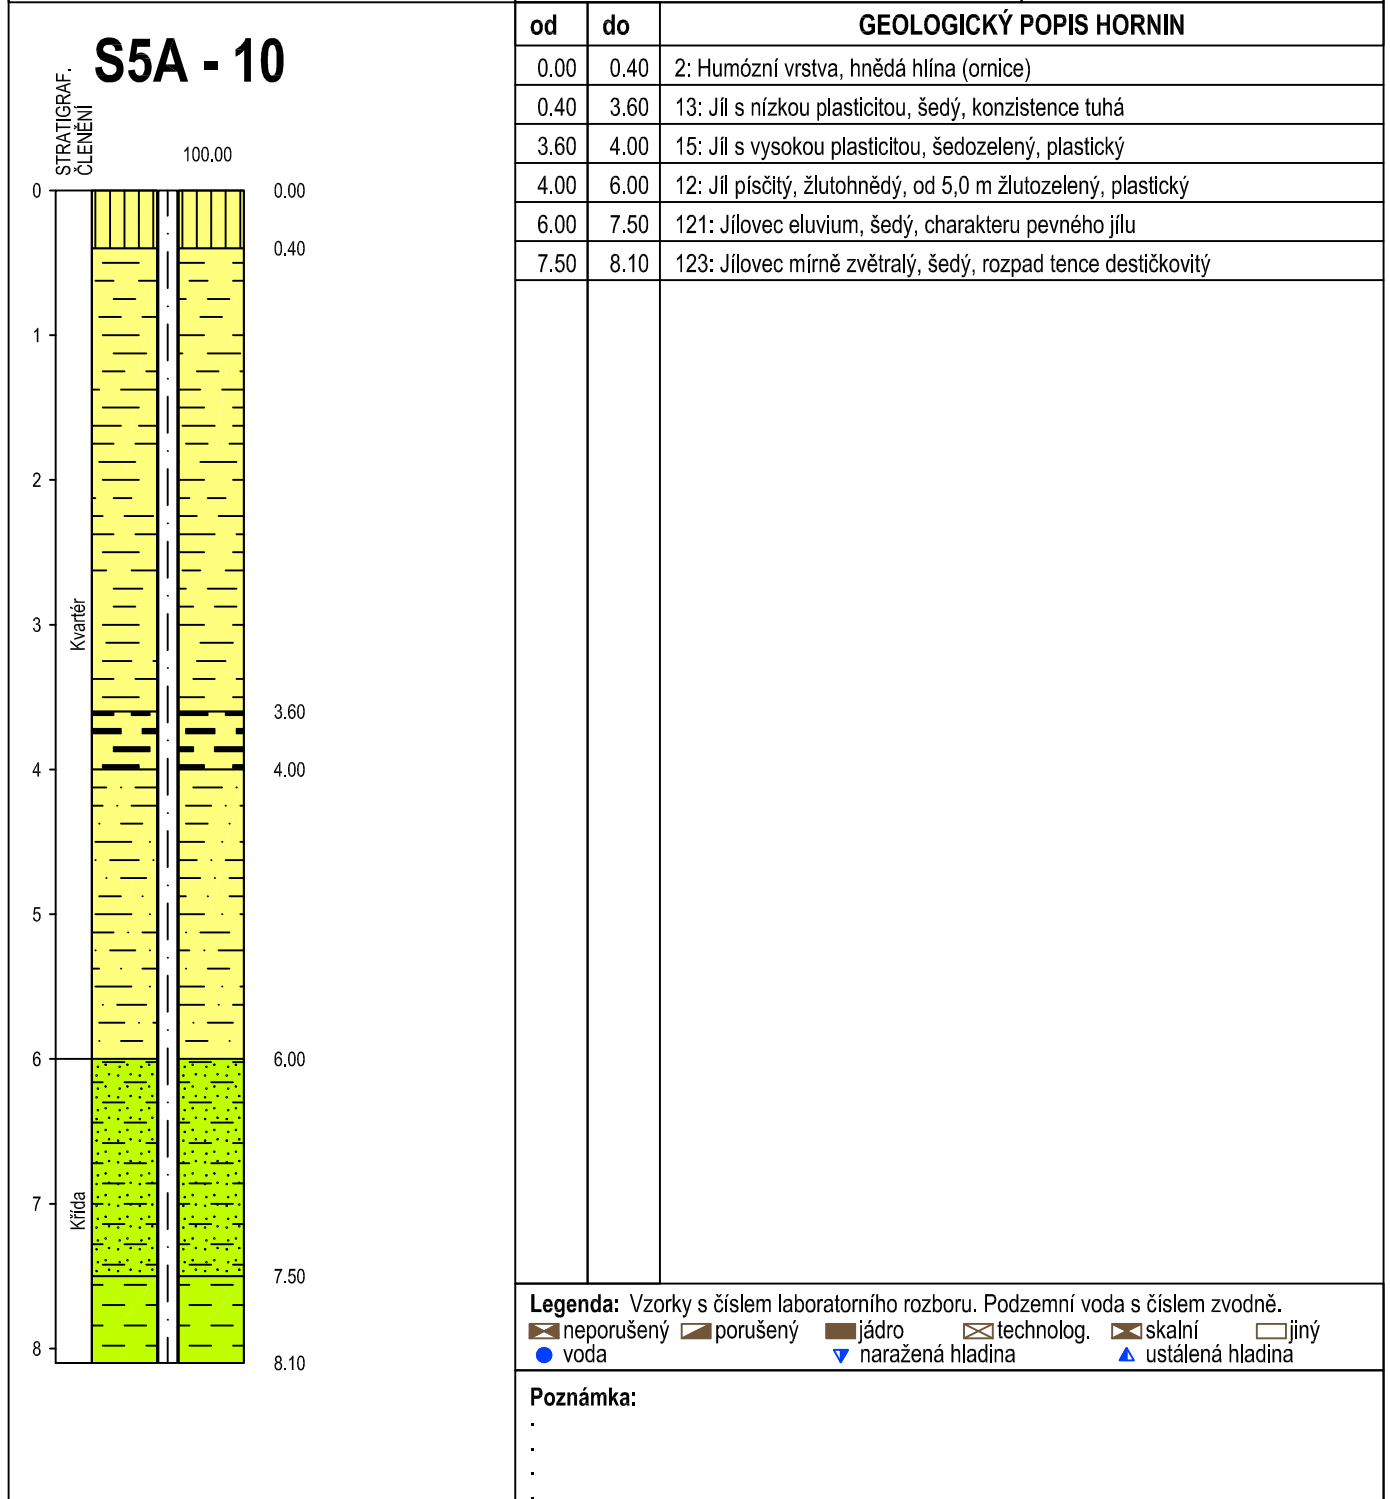 S5A - 10
STRATIGRAF.
ČLENĚNÍ
100.00
0
0.00
0.40
1
2
Kvartér
3
3.60
4
4.00
5
6
6.00
Křída
7
7.50
8
8.10
od do GEOLOGICKÝ POPIS HORNIN
0.00 0.40 2: Humózní vrstva, hnědá hlína (ornice)
0.40 3.60 13: Jíl s nízkou plasticitou, šedý, konzistence tuhá
3.60 4.00 15: Jíl s vysokou plasticitou, šedozelený, plastický
4.00 6.00 12: Jíl písčitý, žlutohnědý, od 5,0 m žlutozelený, plastický
6.00 7.50 121: Jílovec eluvium, šedý, charakteru pevného jílu
7.50 8.10 123: Jílovec mírně zvětralý, šedý, rozpad tence destičkovitý
Legenda: Vzorky s číslem laboratorního rozboru. Podzemní voda s číslem zvodně.
neporušený porušený jádro technolog. skalní jiný
voda naražená hladina ustálená hladina
Poznámka:
.
.
.
.